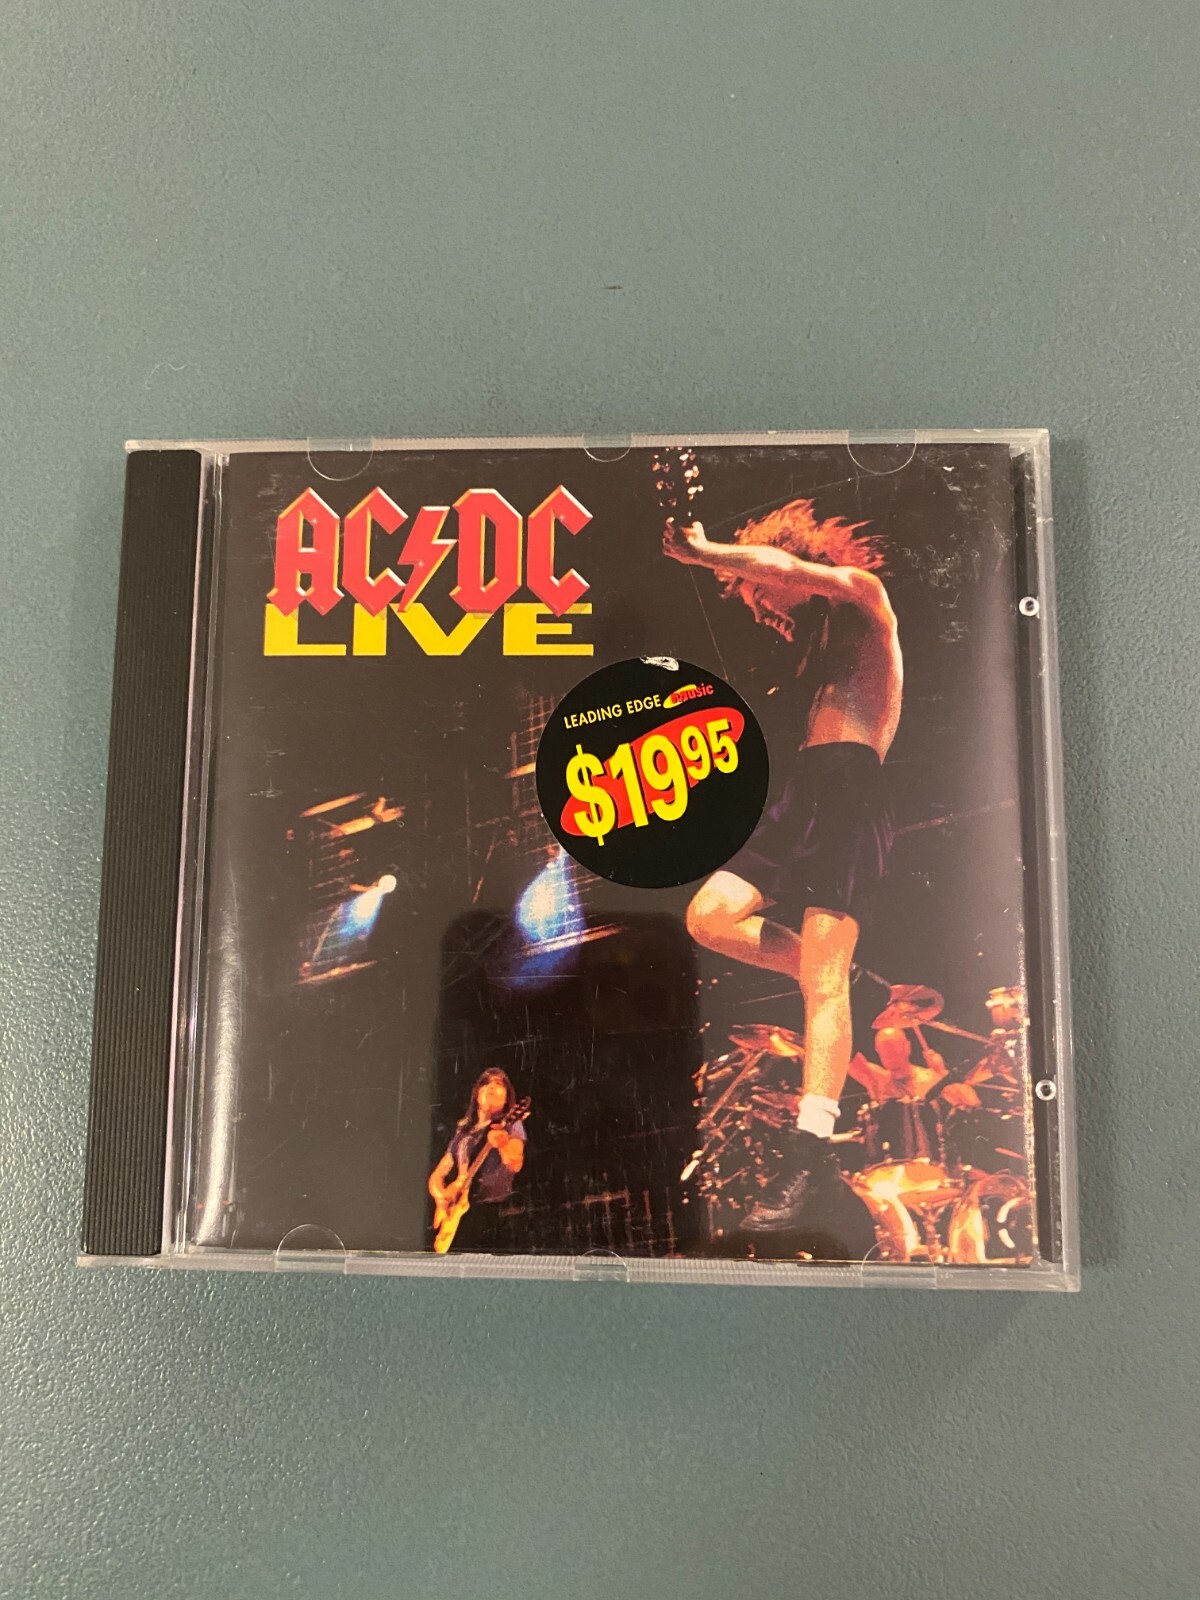 AC⚡DC
LIVE
LEADING EDGE music
$19.95